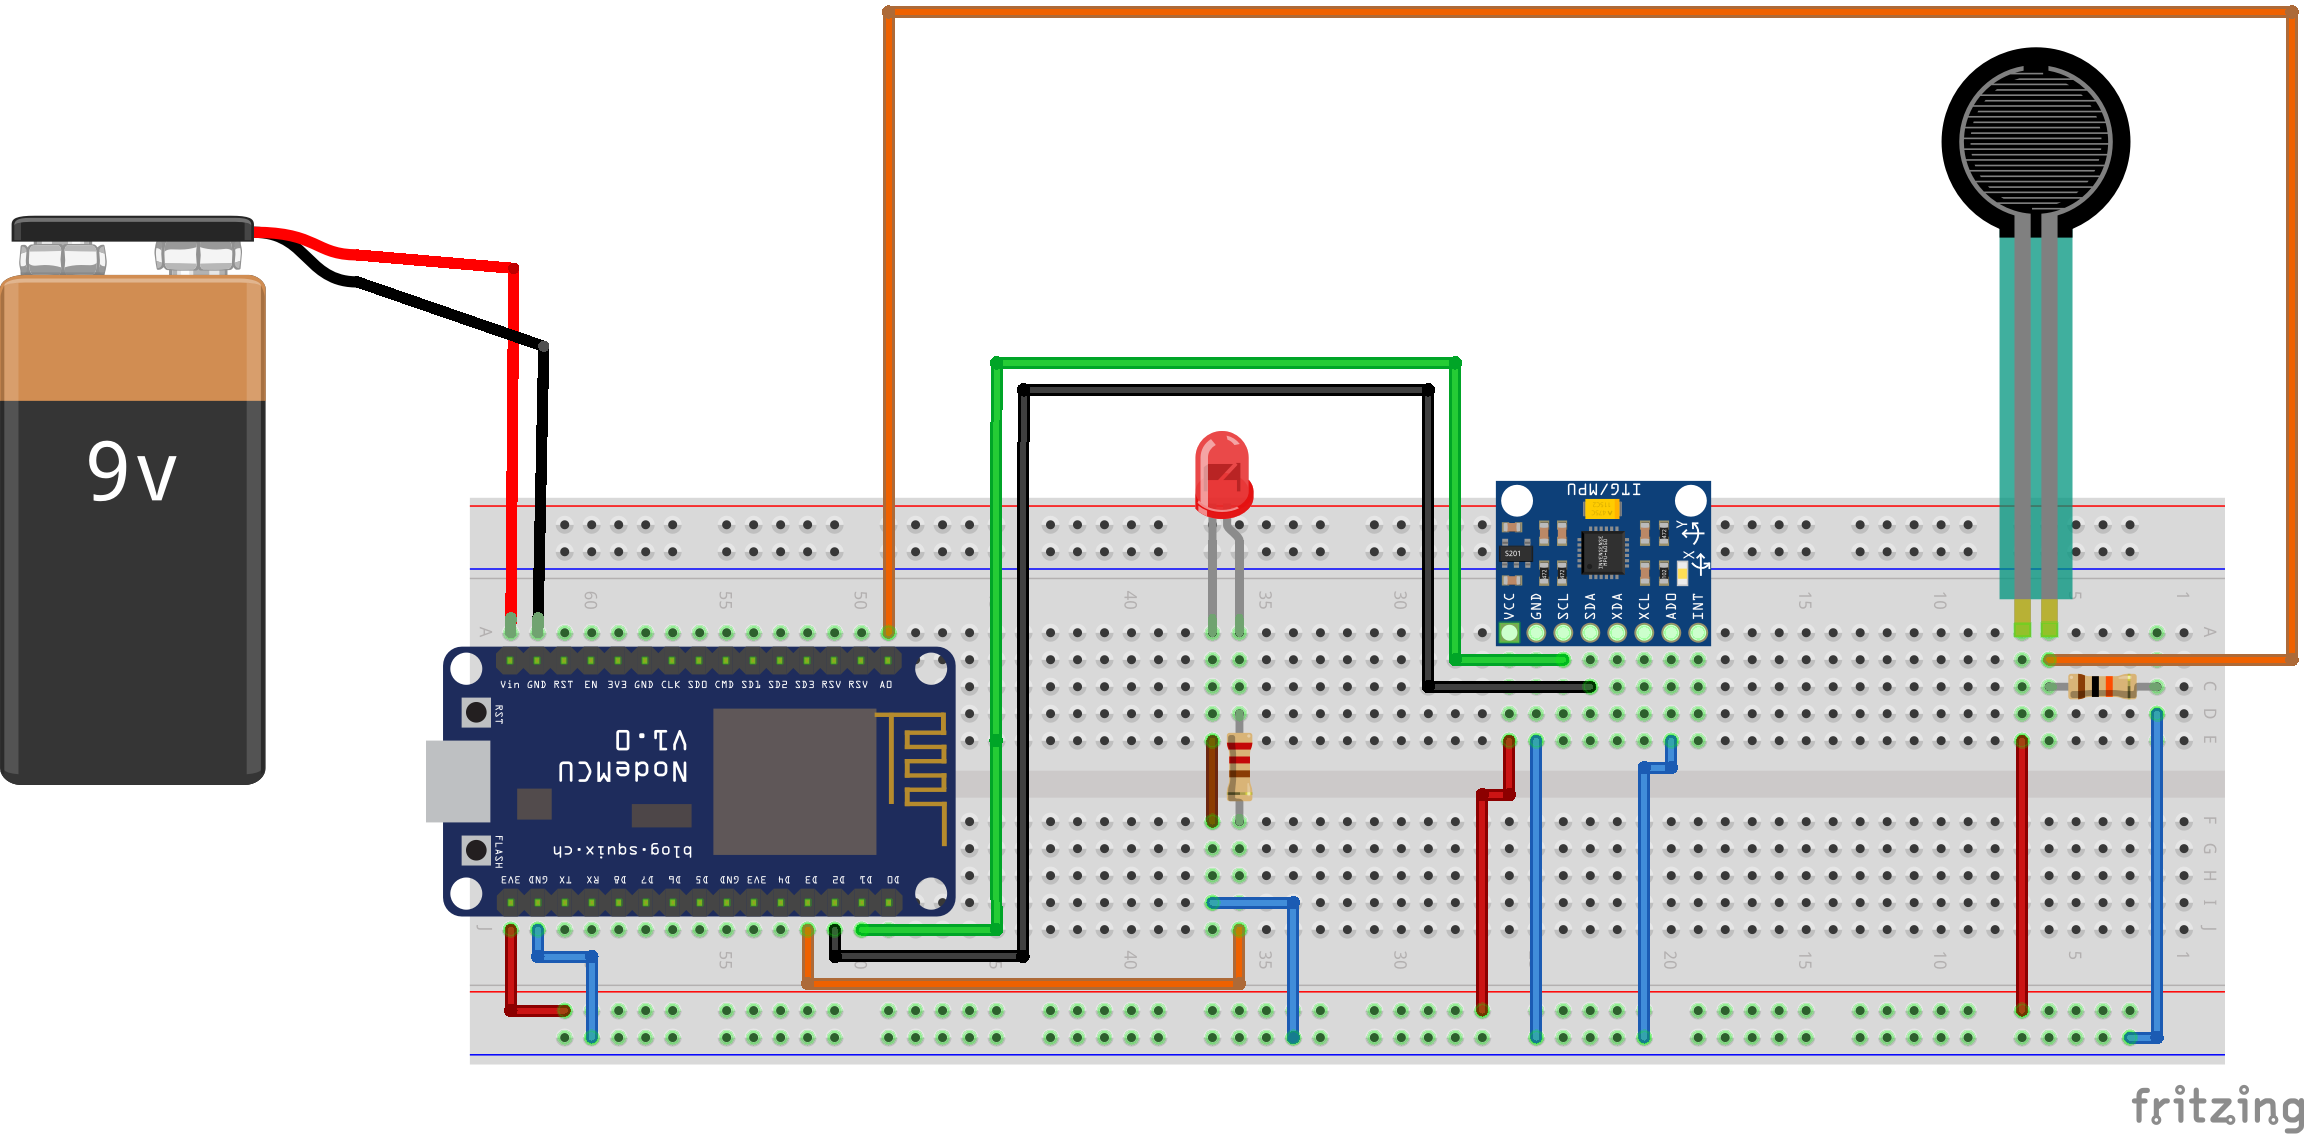 9v
60 55 50 40 35 30 15 10 5 1
A A
Vin GND RST EN 3V3 GND CLK SD0 CMD SD1 SD2 SD3 RSV RSV A0
RST
V1.0
NodeMCU
blog.squix.ch
FLASH
3V3 GND TX RX D8 D7 D6 D5 GND 3V3 D4 D3 D2 D1 D0
ITG/MPU
S201
Y
X
VCC GND SCL SDA XDA XCL AD0 INT
C
D
E
F
G
H
I
J J
55 40 35 30 20 15 10 5 1
fritzing